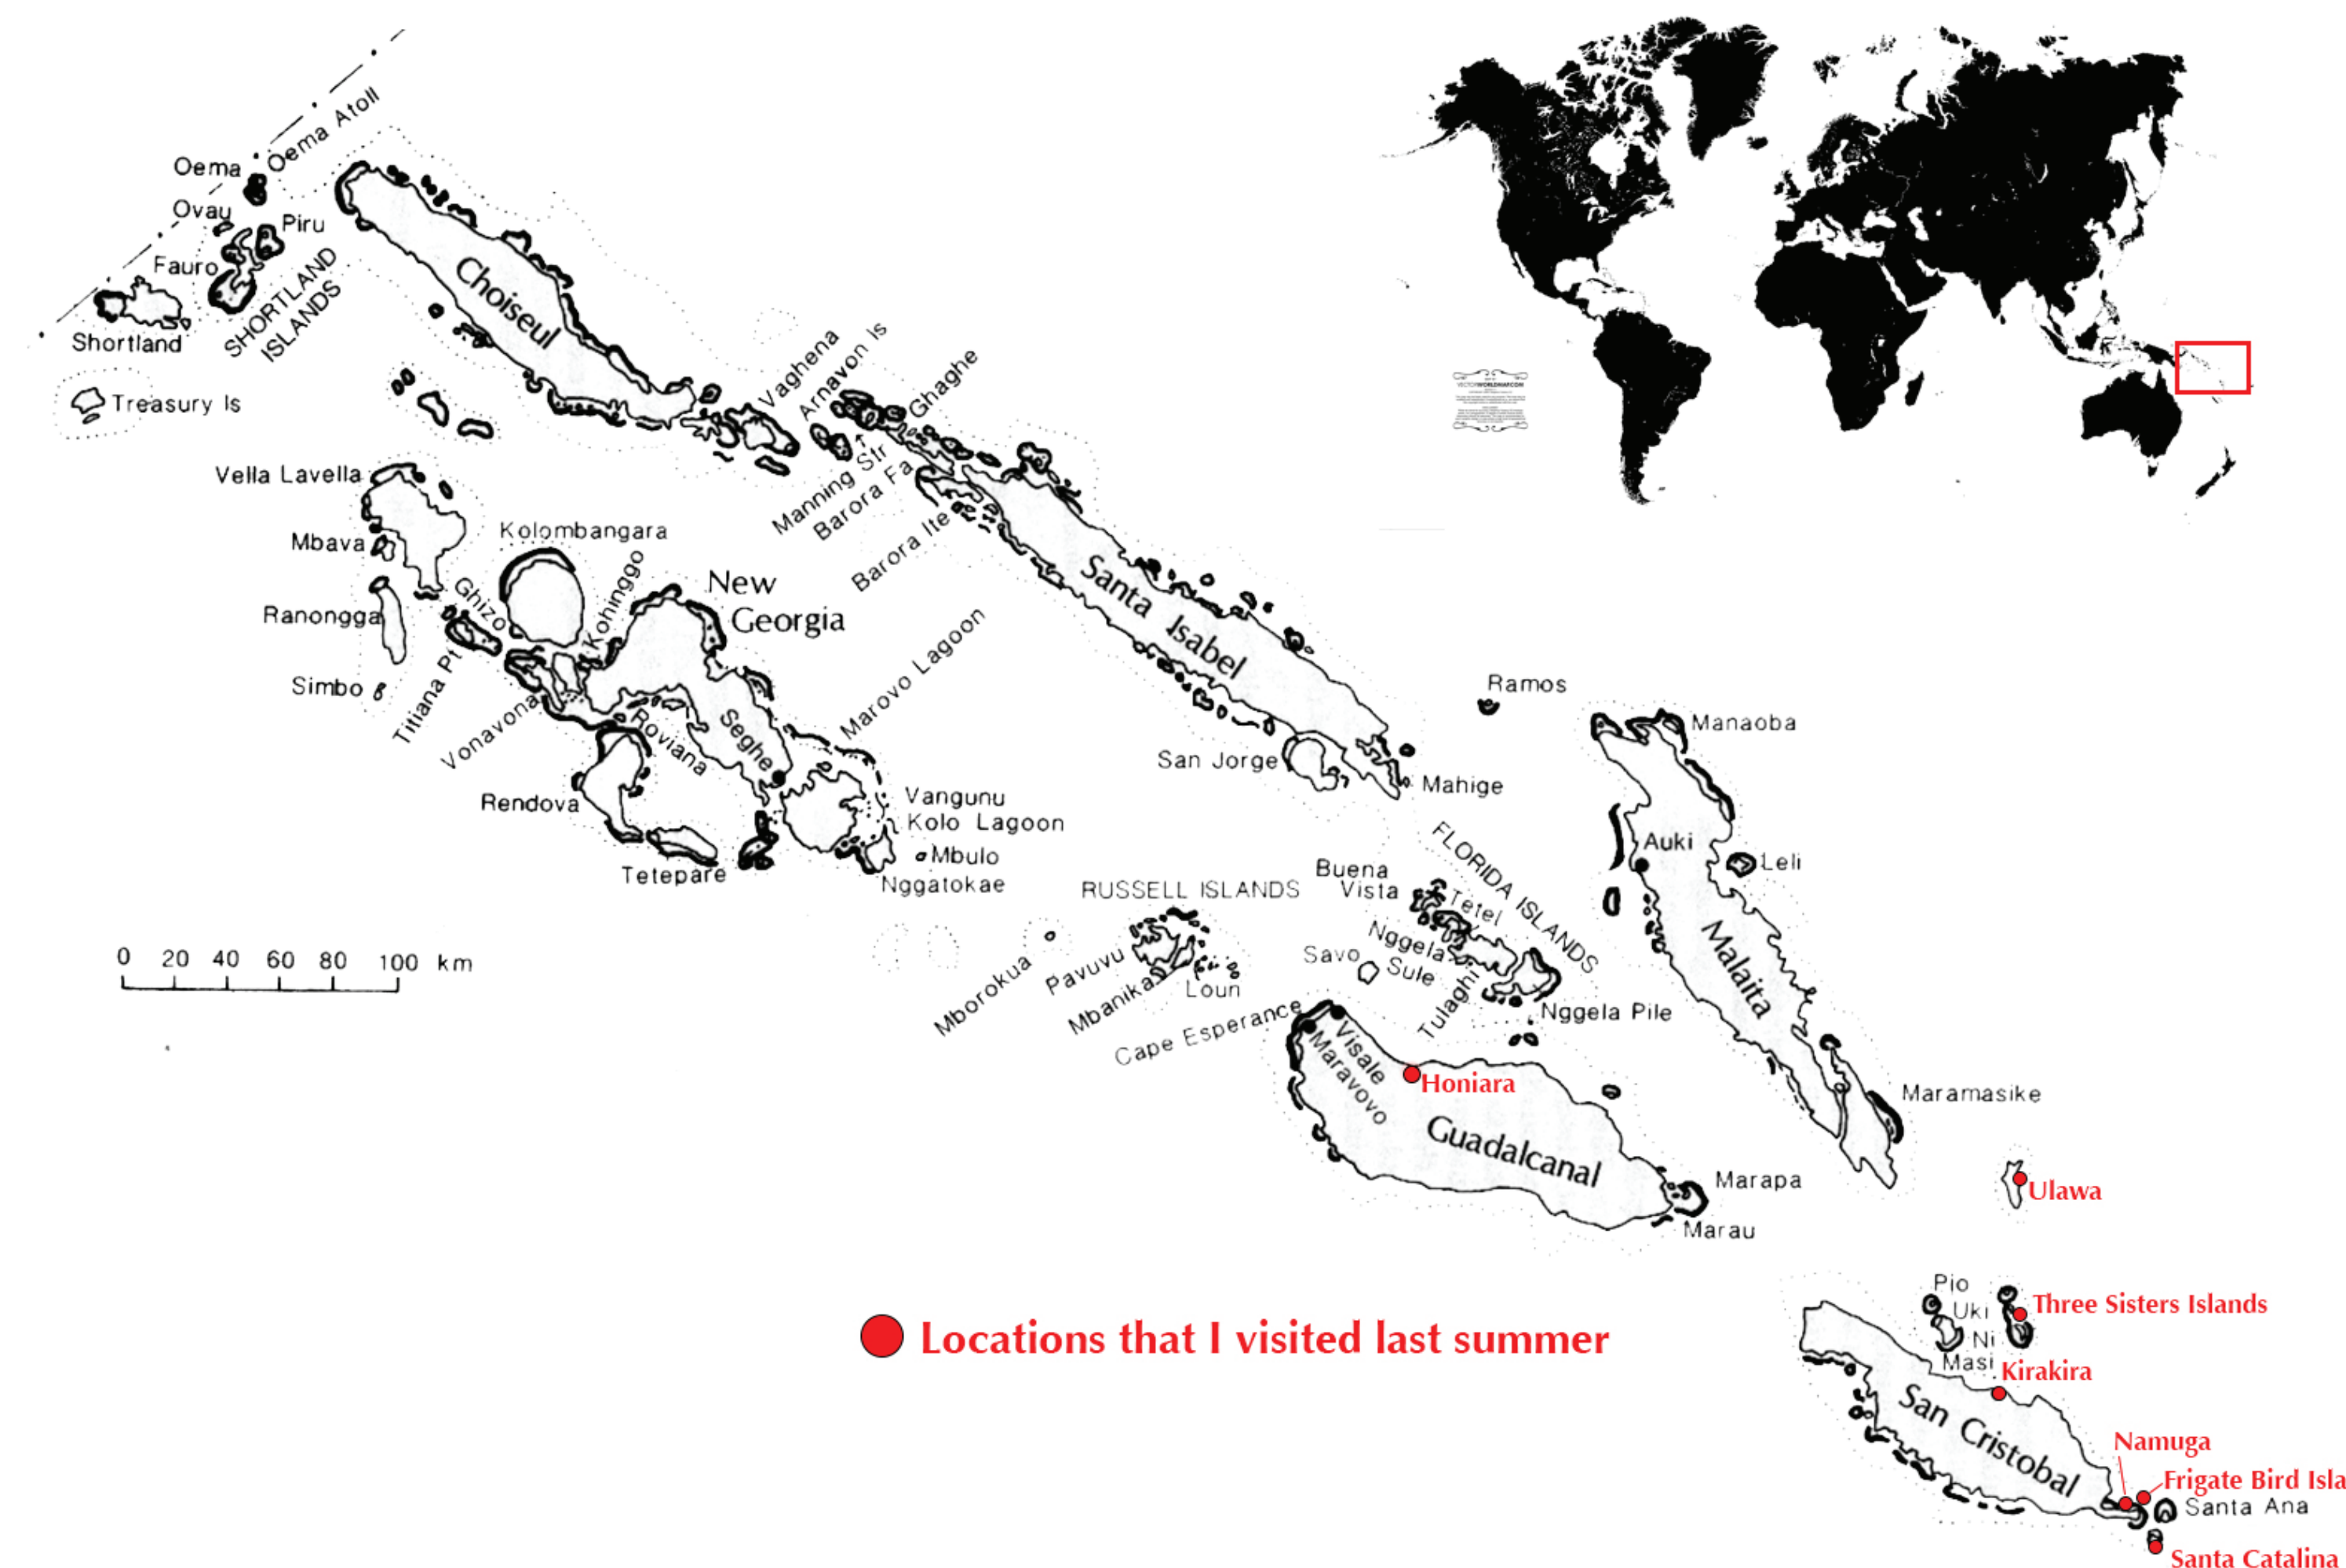 Oema
Oema Atoll
Ovau
Piru
Fauro
SHORTLAND
ISLANDS
Shortland
Treasury Is
Choiseul
Vaghena
Arnavon Is
Ghaghe
Manning Str
Barora Fa
Barora Ite
Vella Lavella
Mbava
Ranongga
Simbo
Kolombangara
Ghizo
Kohinggo
Titiana Pt
Vonavona
New
Georgia
Roviana
Seghe
Marovo Lagoon
Rendova
Tetepare
Vangunu
Kolo Lagoon
Mbulo
Nggatokae
Santa Isabel
San Jorge
Mahige
Ramos
Manaoba
Auki
Leli
Malaita
Maramasike
FLORIDA ISLANDS
Buena
Vista
Tetel
Nggela
Sule
Tulaghi
Nggela Pile
Savo
RUSSELL ISLANDS
Mborokua
Pavuvu
Mbanika
Loun
Cape Esperance
Visale
Maravovo
Honiara
Guadalcanal
Marapa
Marau
Ulawa
0 20 40 60 80 100 km
Pio
Uki
Ni
Masi
Three Sisters Islands
Kirakira
San Cristobal
Namuga
Frigate Bird Isla
Santa Ana
Santa Catalina
Locations that I visited last summer
VECTORWORLDMAP.COM